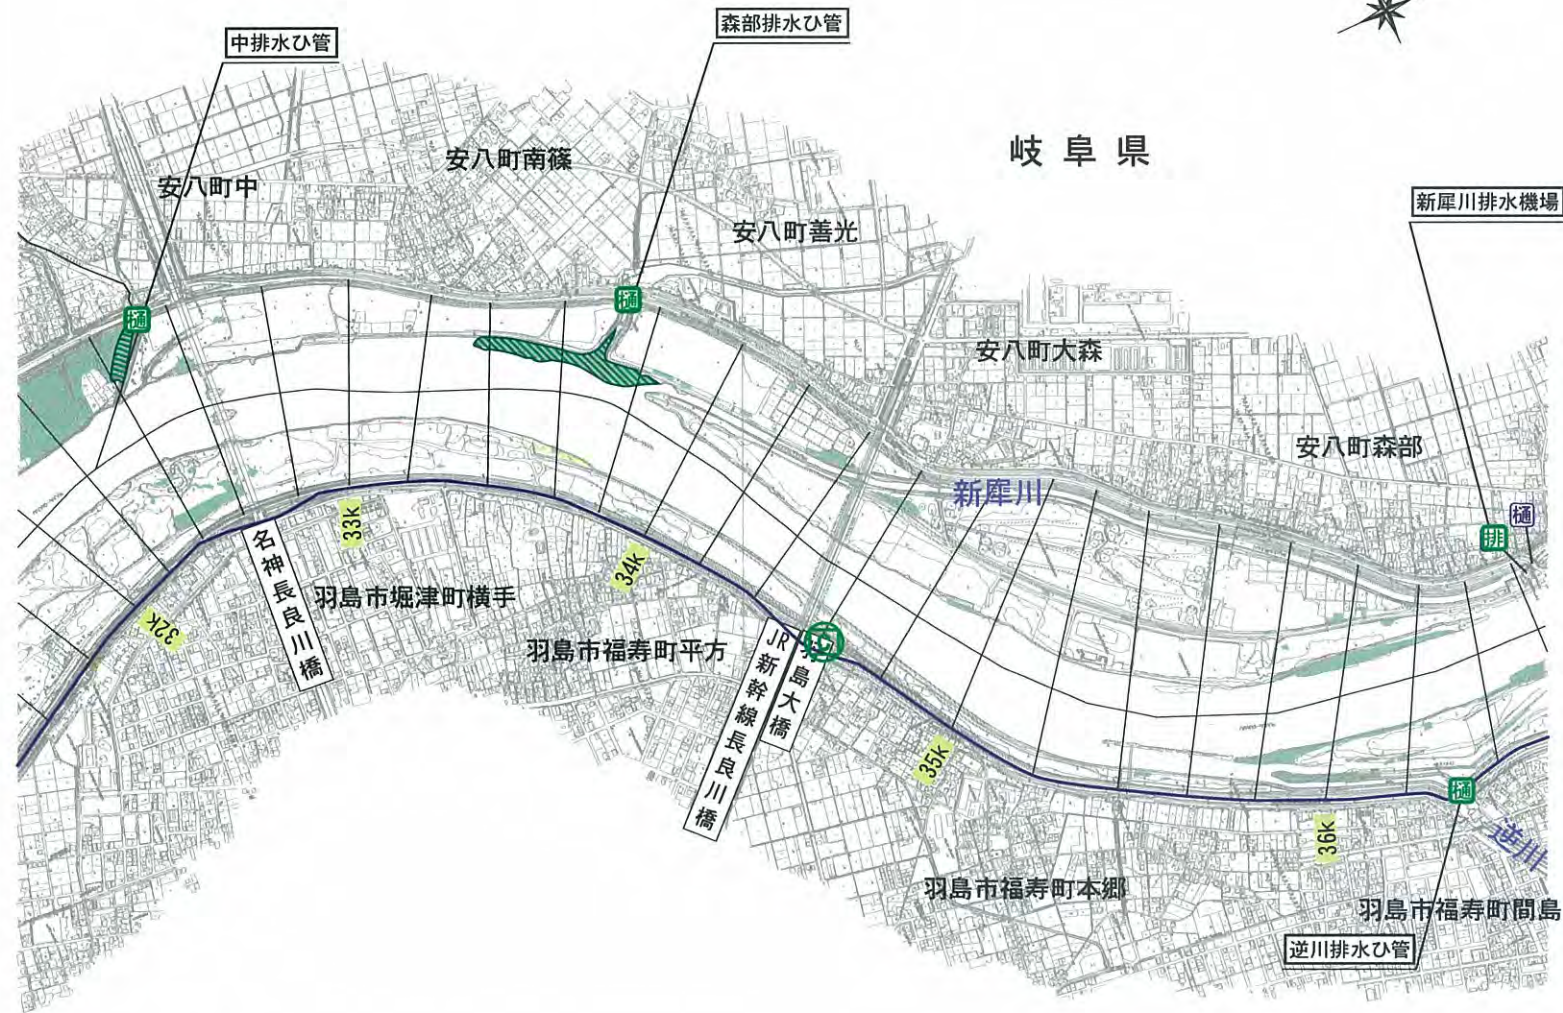 森部排水ひ管
中排水ひ管
岐阜県
安八町南篠
安八町中
新犀川排水機場
安八町善光
樋
樋
安八町大森
安八町森部
新犀川
樋
排
33k
名神長良川橋
34k
羽島市堀津町横手
32k
羽島市福寿町平方
JR新幹線長良川橋
島大橋
35k
樋
36k
逆川
羽島市福寿町本郷
羽島市福寿町間島
逆川排水ひ管